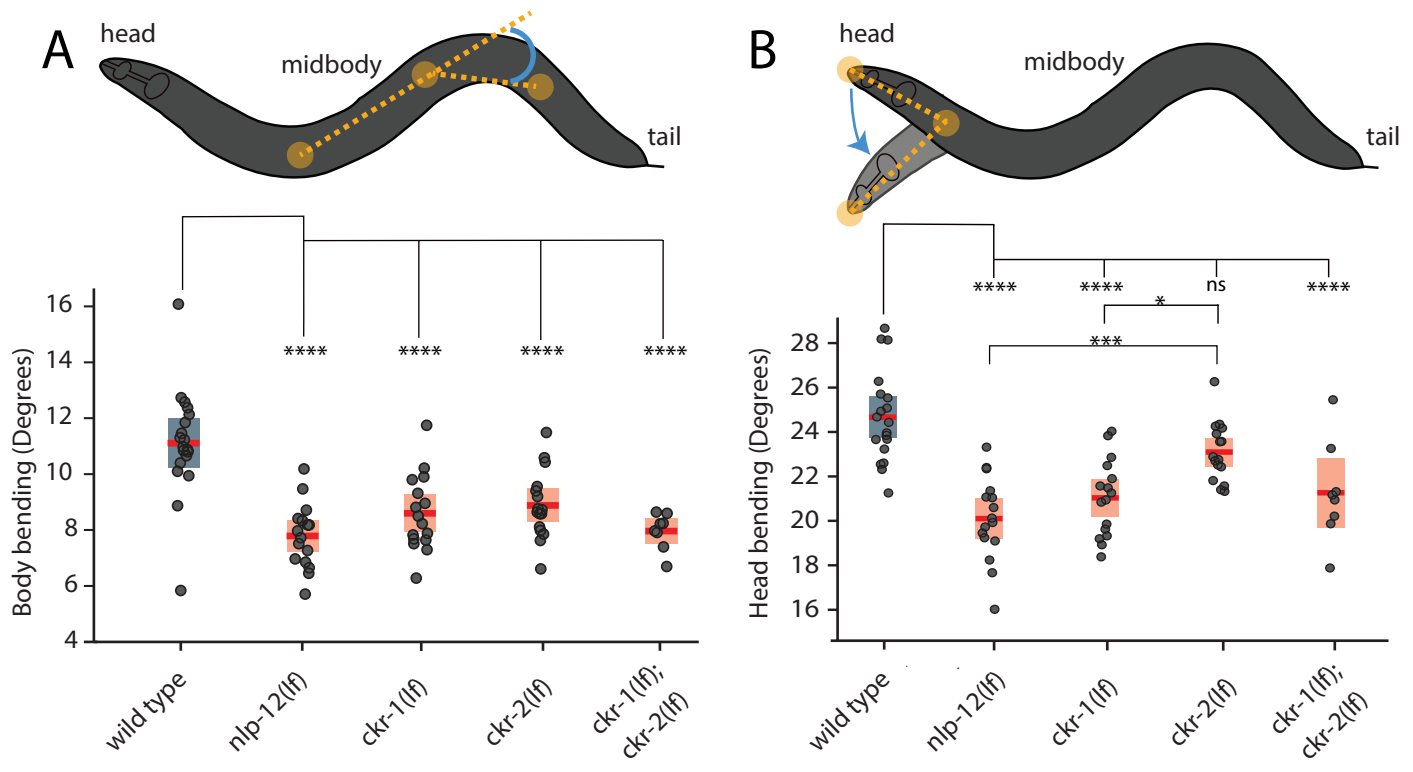 A
head
midbody
tail
16
14
12
10
8
6
4
Body bending (Degrees)
****
****
****
****
wild type
nlp-12(lf)
ckr-1(lf)
ckr-2(lf)
ckr-1(lf);
ckr-2(lf)
B
head
midbody
tail
****
****
ns
****
*
***
28
26
24
22
20
18
16
Head bending (Degrees)
wild type
nlp-12(lf)
ckr-1(lf)
ckr-2(lf)
ckr-1(lf);
ckr-2(lf)